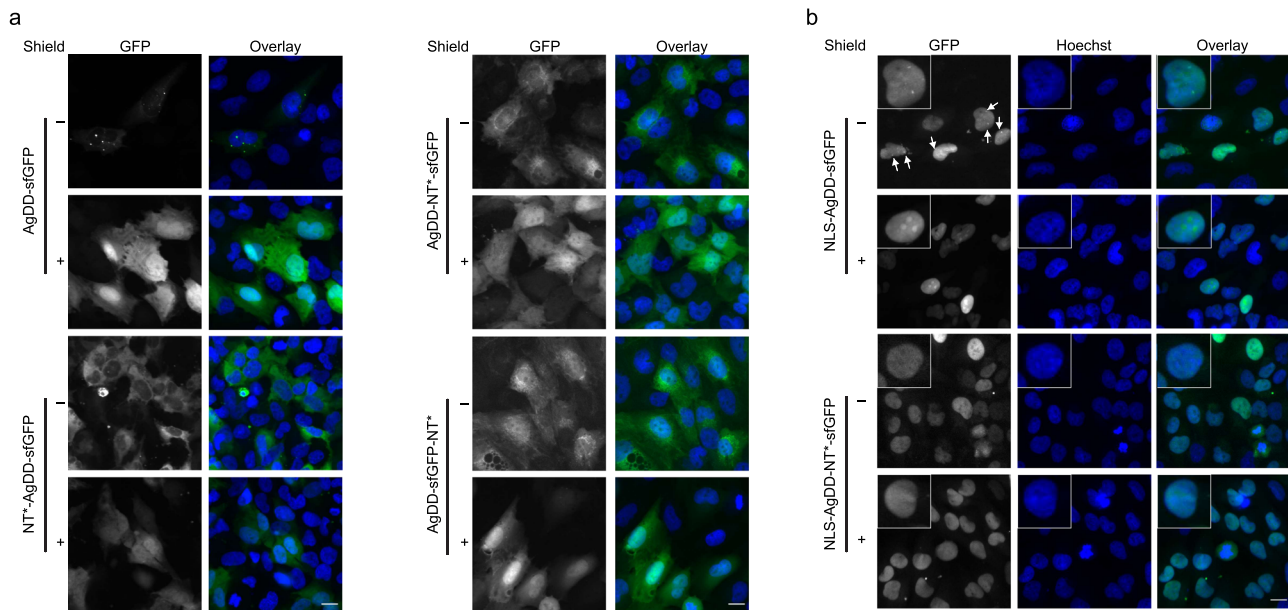 a
Shield GFP Overlay
−
AgDD-sfGFP
+
−
NT*-AgDD-sfGFP
+
Shield GFP Overlay
−
AgDD-NT*-sfGFP
+
−
AgDD-sfGFP-NT*
+
b
Shield GFP Hoechst Overlay
−
NLS-AgDD-sfGFP
+
−
NLS-AgDD-NT*-sfGFP
+